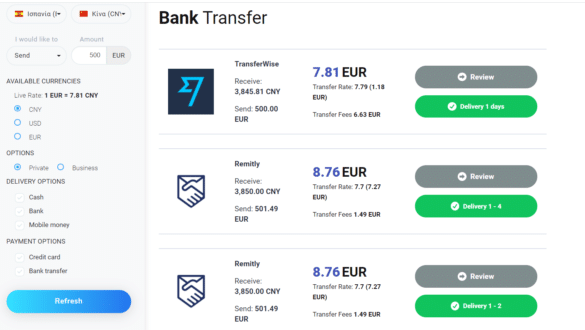 Ισπανία (Ι
Κίνα (CNY
I would like to
Amount
Send
500
EUR
AVAILABLE CURRENCIES
Live Rate: 1 EUR = 7.81 CNY
CNY
USD
EUR
OPTIONS
Private
Business
DELIVERY OPTIONS
Cash
Bank
Mobile money
PAYMENT OPTIONS
Credit card
Bank transfer
Refresh
Bank Transfer
TransferWise
Receive:
3,845.81 CNY
Send: 500.00
EUR
7.81 EUR
Transfer Rate: 7.79 (1.18
EUR)
Transfer Fees 6.63 EUR
Review
Delivery 1 days
Remitly
Receive:
3,850.00 CNY
Send: 501.49
EUR
8.76 EUR
Transfer Rate: 7.7 (7.27
EUR)
Transfer Fees 1.49 EUR
Review
Delivery 1 - 4
Remitly
Receive:
3,850.00 CNY
Send: 501.49
EUR
8.76 EUR
Transfer Rate: 7.7 (7.27
EUR)
Transfer Fees 1.49 EUR
Review
Delivery 1 - 2